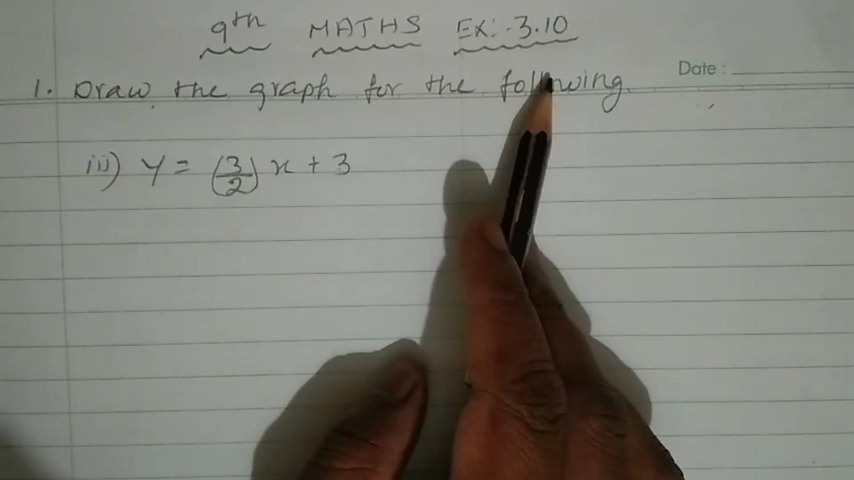 9th MATHS EX:-3.10
Date :
1. Draw the graph for the following.
iii) y = (3/2) x + 3